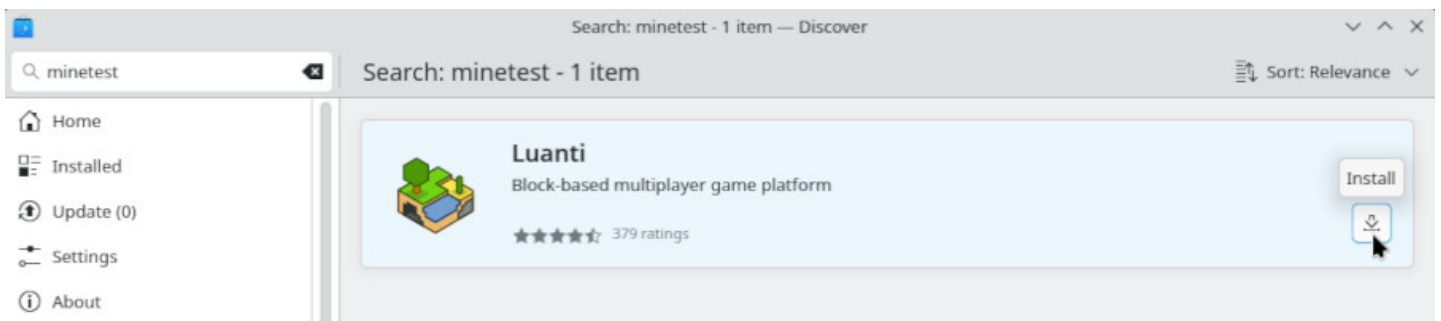 Search: minetest - 1 item — Discover
minetest
Search: minetest - 1 item
Sort: Relevance
Home
Installed
Update (0)
Settings
About
Luanti
Block-based multiplayer game platform
379 ratings
Install